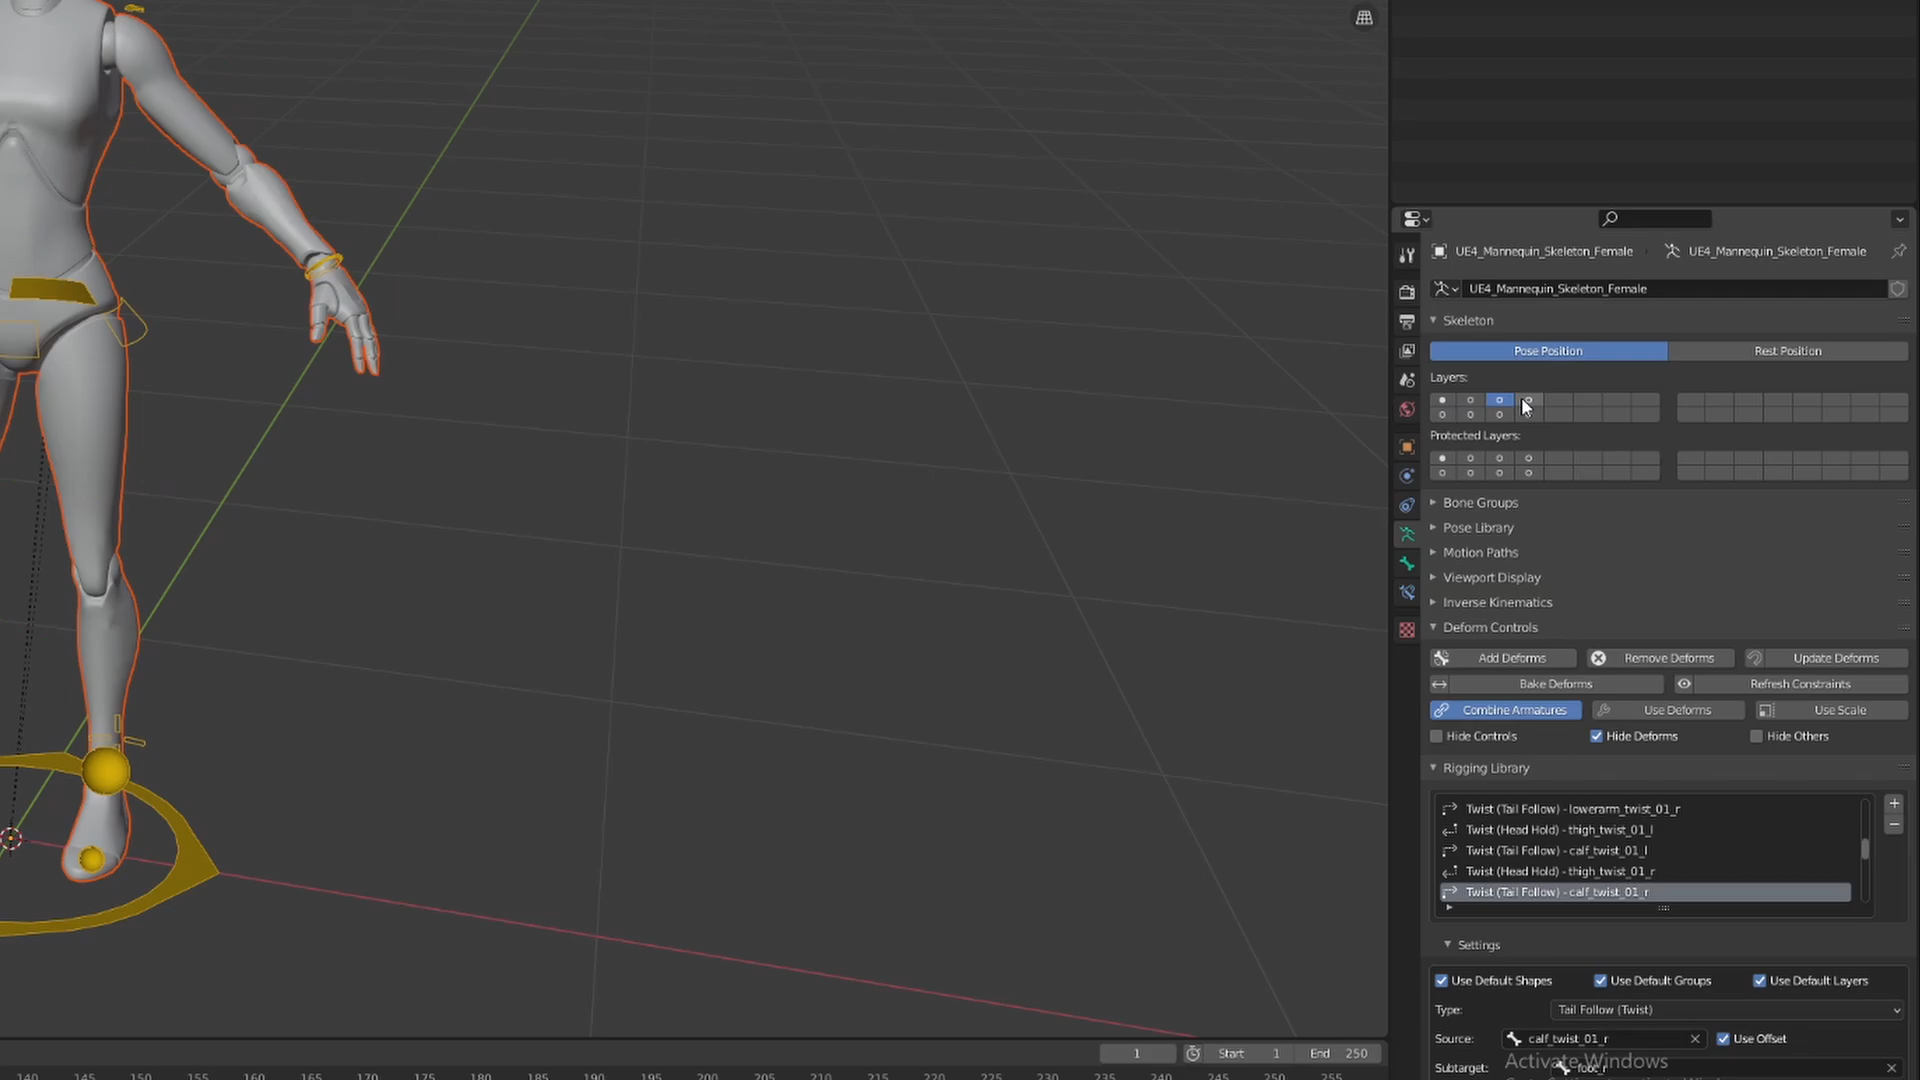 UE4_Mannequin_Skeleton_Female UE4_Mannequin_Skeleton_Female
UE4_Mannequin_Skeleton_Female
Skeleton
Pose Position Rest Position
Layers:
Protected Layers:
Bone Groups
Pose Library
Motion Paths
Viewport Display
Inverse Kinematics
Deform Controls
Add Deforms Remove Deforms Update Deforms
Bake Deforms Refresh Constraints
Combine Armatures Use Deforms Use Scale
Hide Controls Hide Deforms Hide Others
Rigging Library
Twist (Tail Follow) - lowerarm_twist_01_r
Twist (Head Hold) - thigh_twist_01_l
Twist (Tail Follow) - calf_twist_01_l
Twist (Head Hold) - thigh_twist_01_r
Twist (Tail Follow) - calf_twist_01_r
Settings
Use Default Shapes Use Default Groups Use Default Layers
Type: Tail Follow (Twist)
Source: calf_twist_01_r Use Offset
Activate Windows
Subtarget: foot_r
1 Start 1 End 250
140 145 150 155 160 165 170 175 180 185 190 195 200 205 210 215 220 225 230 235 240 245 250 255